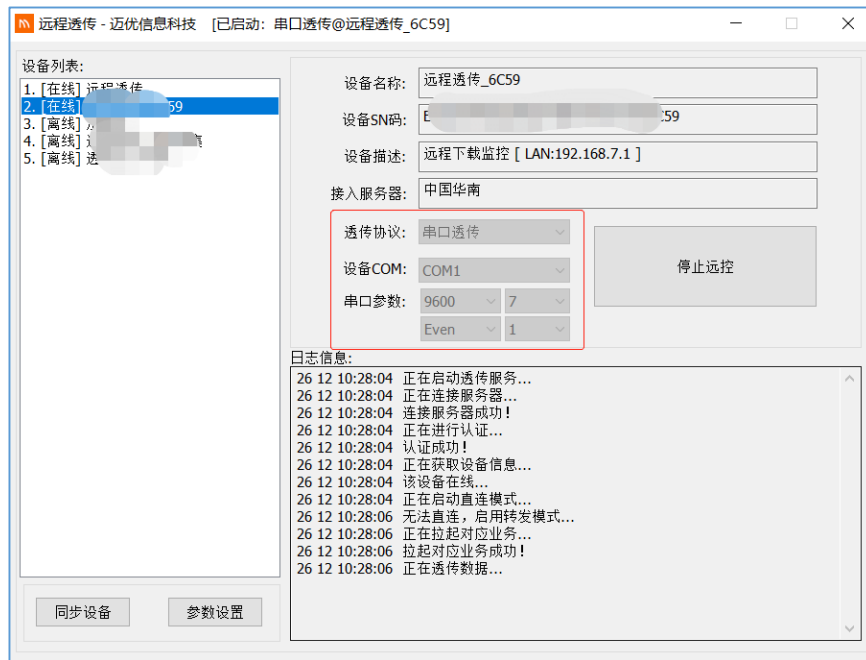 远程透传 - 迈优信息科技 [已启动：串口透传@远程透传_6C59]
设备列表:
1. [在线] 远程透传
2. [在线] 59
3. [离线]
4. [离线]
5. [离线] 透
同步设备
参数设置
设备名称: 远程透传_6C59
设备SN码: E :59
设备描述: 远程下载监控 [ LAN:192.168.7.1 ]
接入服务器: 中国华南
透传协议: 串口透传
设备COM: COM1
串口参数: 9600 7
Even 1
停止远控
日志信息:
26 12 10:28:04 正在启动透传服务...
26 12 10:28:04 正在连接服务器...
26 12 10:28:04 连接服务器成功!
26 12 10:28:04 正在进行认证...
26 12 10:28:04 认证成功!
26 12 10:28:04 正在获取设备信息...
26 12 10:28:04 该设备在线...
26 12 10:28:04 正在启动直连模式...
26 12 10:28:06 无法直连，启用转发模式...
26 12 10:28:06 正在拉起对应业务...
26 12 10:28:06 拉起对应业务成功!
26 12 10:28:06 正在透传数据...